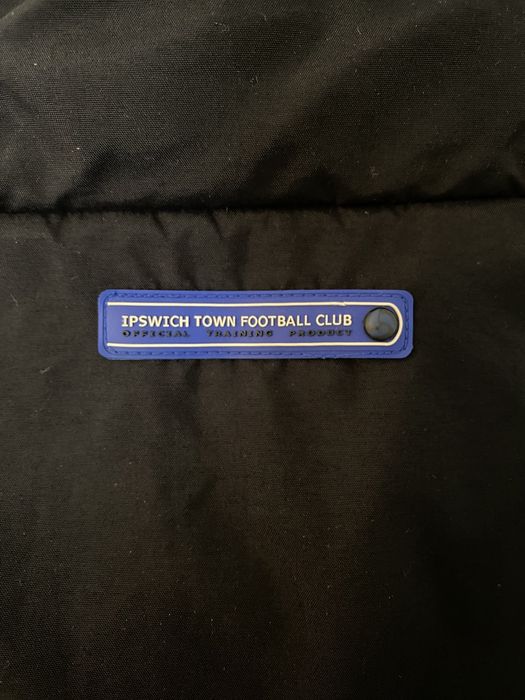 IPSWICH TOWN FOOTBALL CLUB
OFFICIAL TRAINING PRODUCT